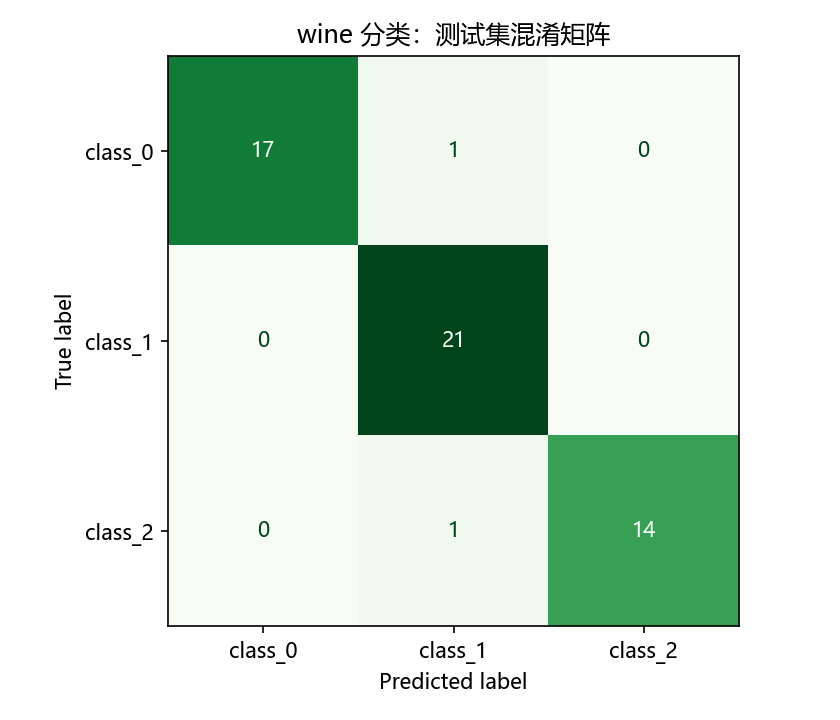 wine 分类：测试集混淆矩阵
class_0 17 1 0
class_1 0 21 0
class_2 0 1 14
True label
class_0 class_1 class_2
Predicted label